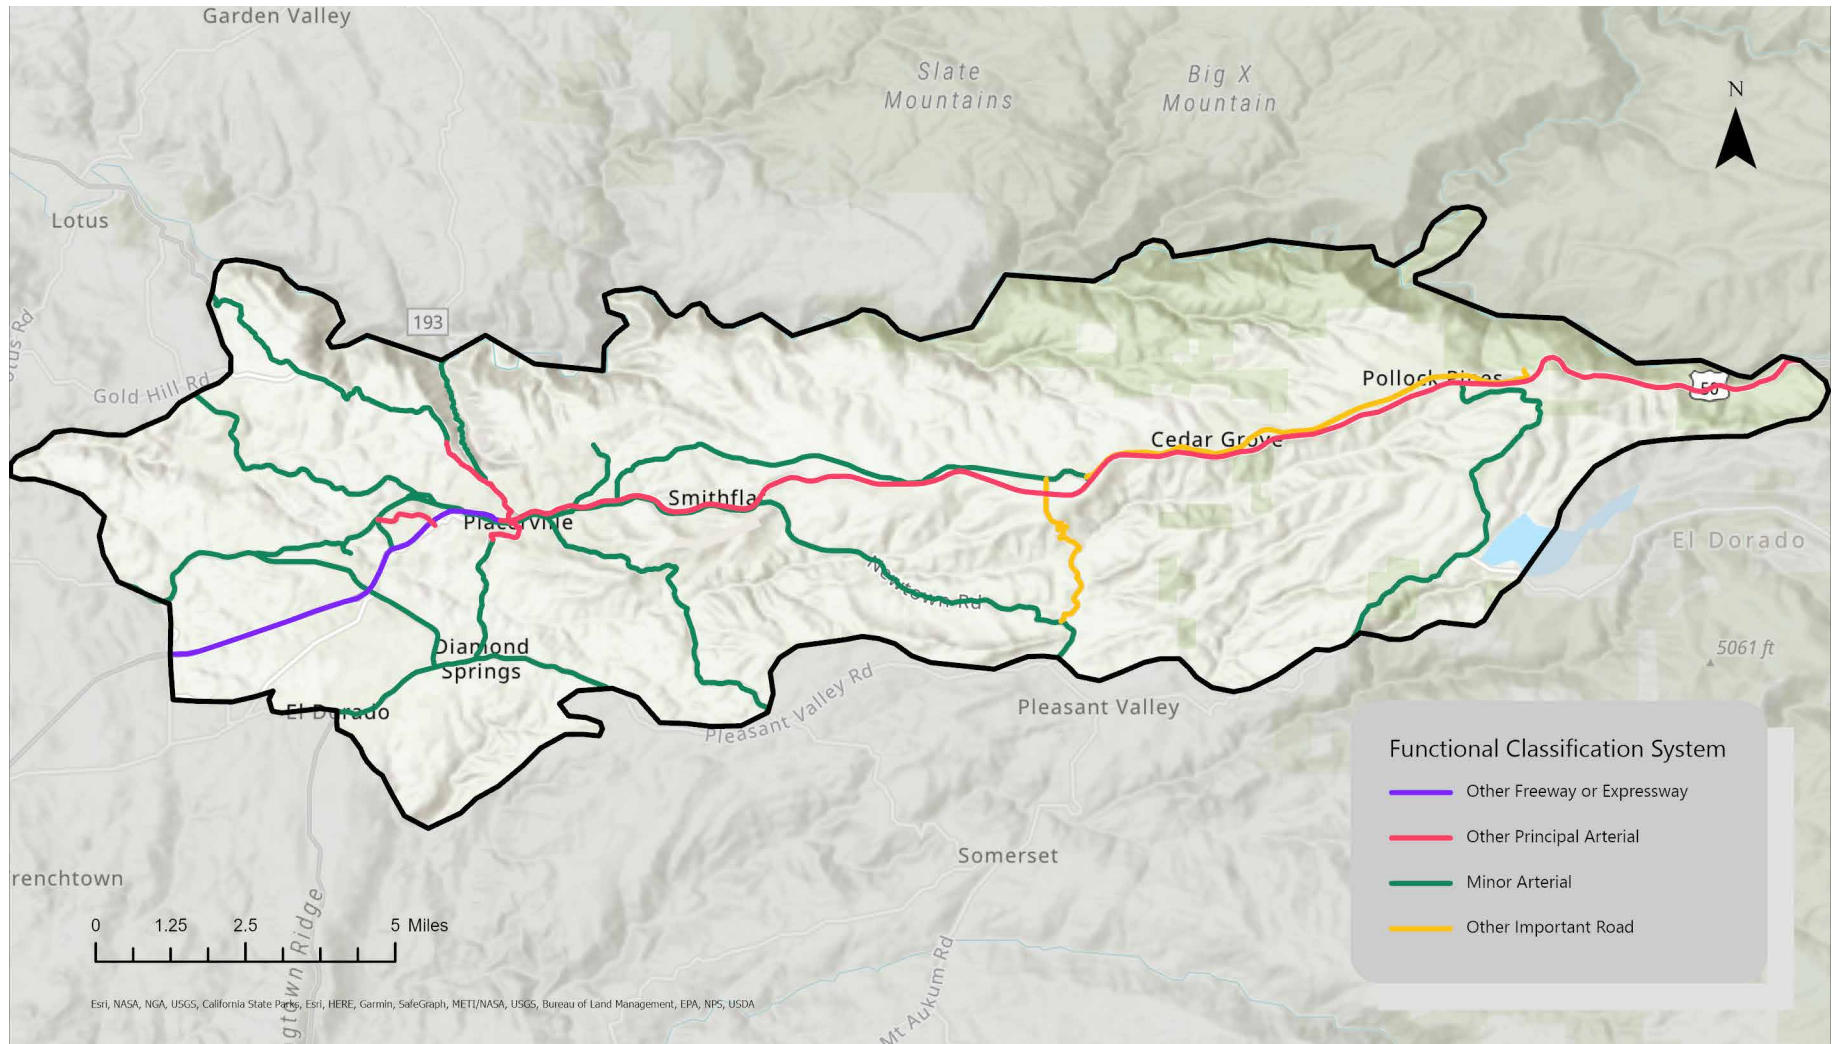 Garden Valley
Slate
Mountains
Big X
Mountain
N
Lotus
193
Gold Hill Rd
Pollock Pines
50
Cedar Grove
Smithfla
Placerville
Newtown Rd
El Dorado
Diamond
Springs
5061 ft
El Dorado
Pleasant Valley Rd
Pleasant Valley
Functional Classification System
Other Freeway or Expressway
Other Principal Arterial
Minor Arterial
Other Important Road
Somerset
renchtown
0 1.25 2.5 5 Miles
gtown Ridge
Mt Aukum Rd
Esri, NASA, NGA, USGS, California State Parks, Esri, HERE, Garmin, SafeGraph, METI/NASA, USGS, Bureau of Land Management, EPA, NPS, USDA